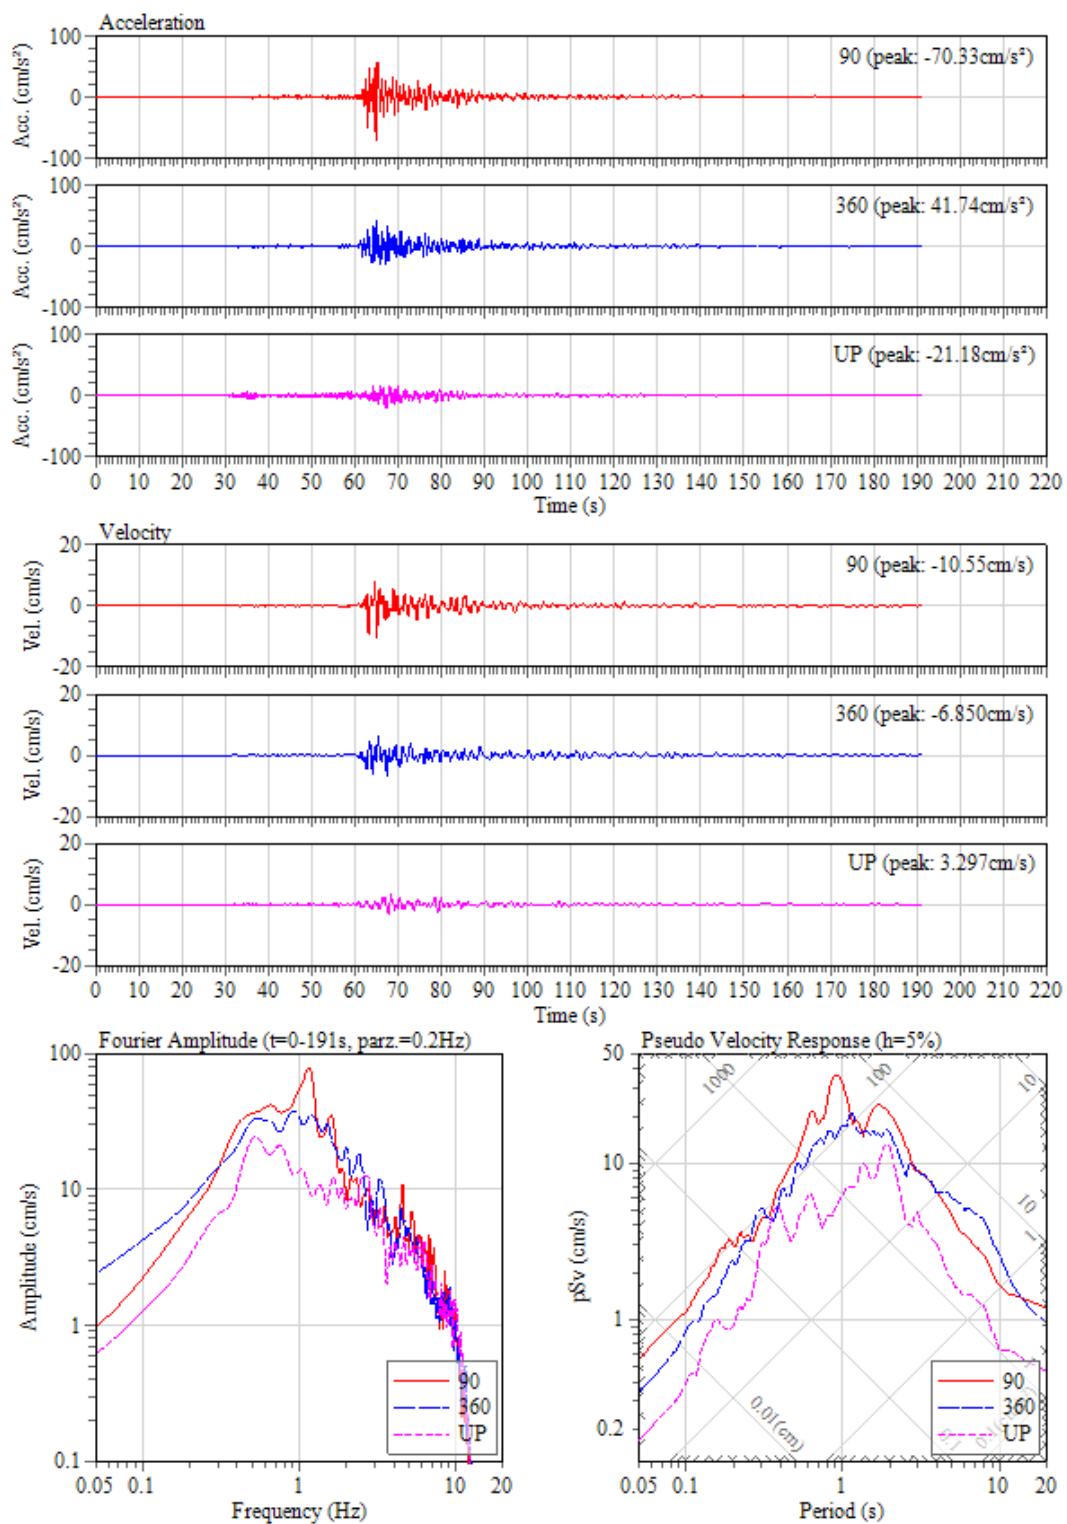 Acceleration
100
0
-100
Acc. (cm/s²)
90 (peak: -70.33cm/s²)
100
0
-100
Acc. (cm/s²)
360 (peak: 41.74cm/s²)
100
0
-100
Acc. (cm/s²)
UP (peak: -21.18cm/s²)
0 10 20 30 40 50 60 70 80 90 100 110 120 130 140 150 160 170 180 190 200 210 220
Time (s)
Velocity
20
0
-20
Vel. (cm/s)
90 (peak: -10.55cm/s)
20
0
-20
Vel. (cm/s)
360 (peak: -6.850cm/s)
20
0
-20
Vel. (cm/s)
UP (peak: 3.297cm/s)
0 10 20 30 40 50 60 70 80 90 100 110 120 130 140 150 160 170 180 190 200 210 220
Time (s)
Fourier Amplitude (t=0-191s, parz.=0.2Hz)
100
10
1
0.1
Amplitude (cm/s)
90
360
UP
0.05 0.1 1 10 20
Frequency (Hz)
Pseudo Velocity Response (h=5%)
50
10
1
0.2
pSv (cm/s)
1000
100
10
10
1
0.01(cm)
0.1
90
360
UP
0.05 0.1 1 10 20
Period (s)